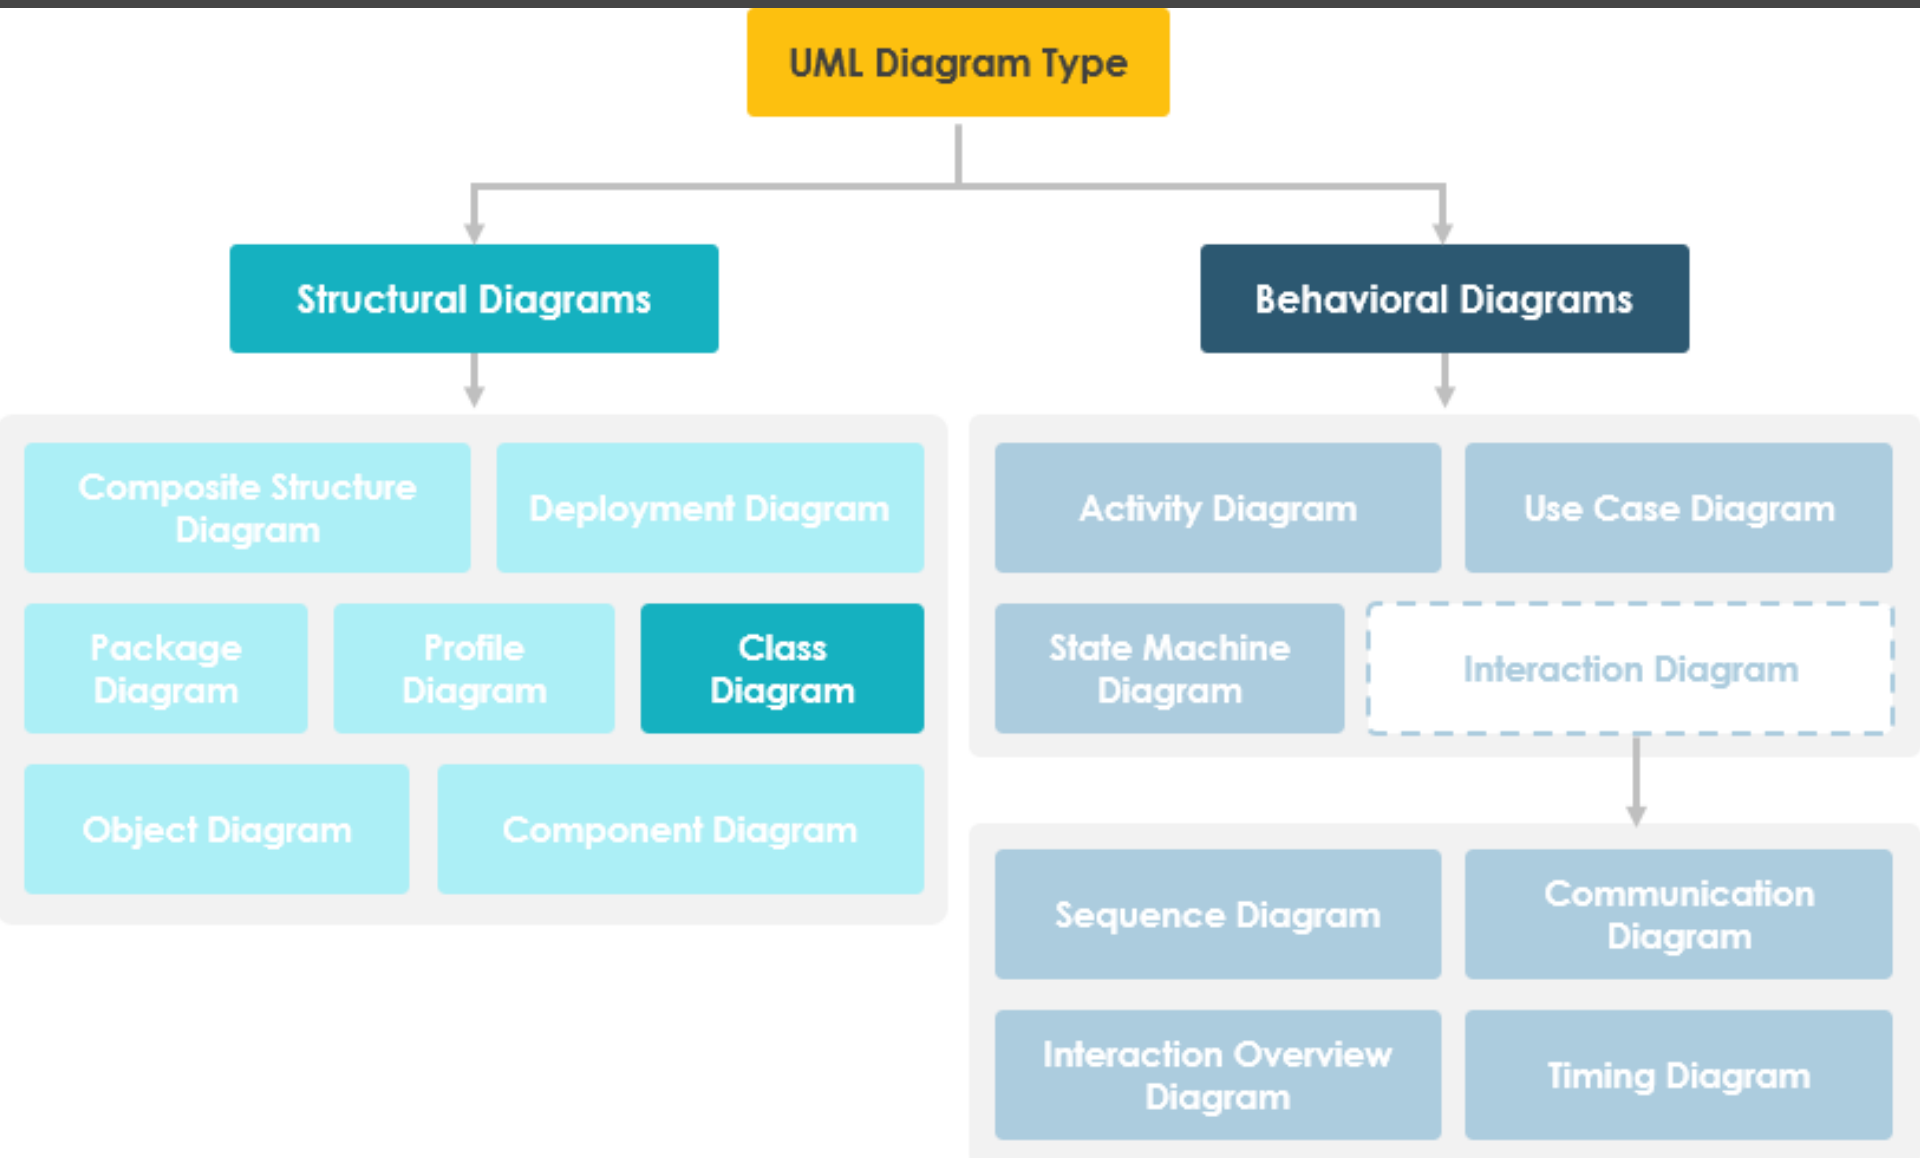 UML Diagram Type
Structural Diagrams
Behavioral Diagrams
Composite Structure
Diagram
Deployment Diagram
Package
Diagram
Profile
Diagram
Class
Diagram
Object Diagram
Component Diagram
Activity Diagram
Use Case Diagram
State Machine
Diagram
Interaction Diagram
Sequence Diagram
Communication
Diagram
Interaction Overview
Diagram
Timing Diagram